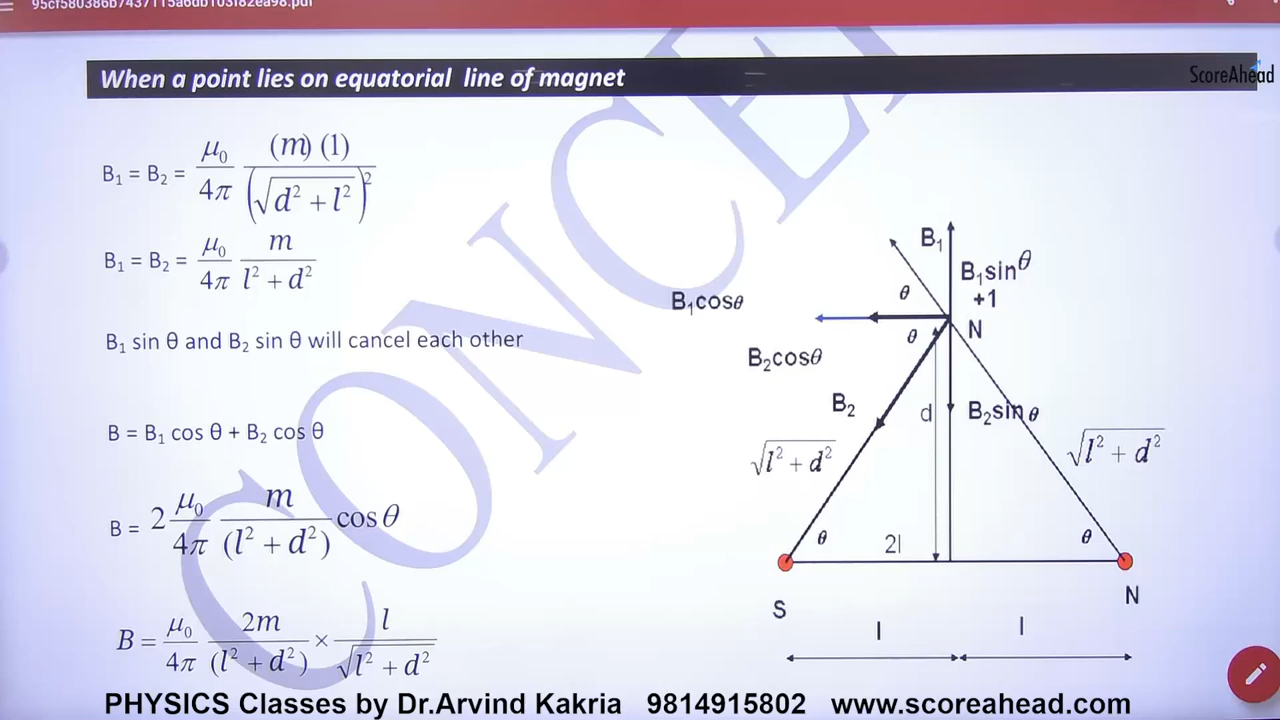 95cf580386b7437115a6db103f82ea98.pdf
When a point lies on equatorial line of magnet
ScoreAhead
B₁ = B₂ = μ₀/4π (m) (1)/(√(d² + l²))²
B₁ = B₂ = μ₀/4π m/(l² + d²)
B₁ sin θ and B₂ sin θ will cancel each other
B = B₁ cos θ + B₂ cos θ
B = 2 μ₀/4π m/(l² + d²) cos θ
B = μ₀/4π 2m/(l² + d²) × l/√(l² + d²)
B₁
B₁sinθ
θ
+1
B₁cosθ
N
θ
B₂cosθ
B₂
d
B₂sinθ
√(l² + d²)
√(l² + d²)
θ
2l
θ
S
N
l
l
CONCE
PHYSICS Classes by Dr.Arvind Kakria 9814915802 www.scoreahead.com